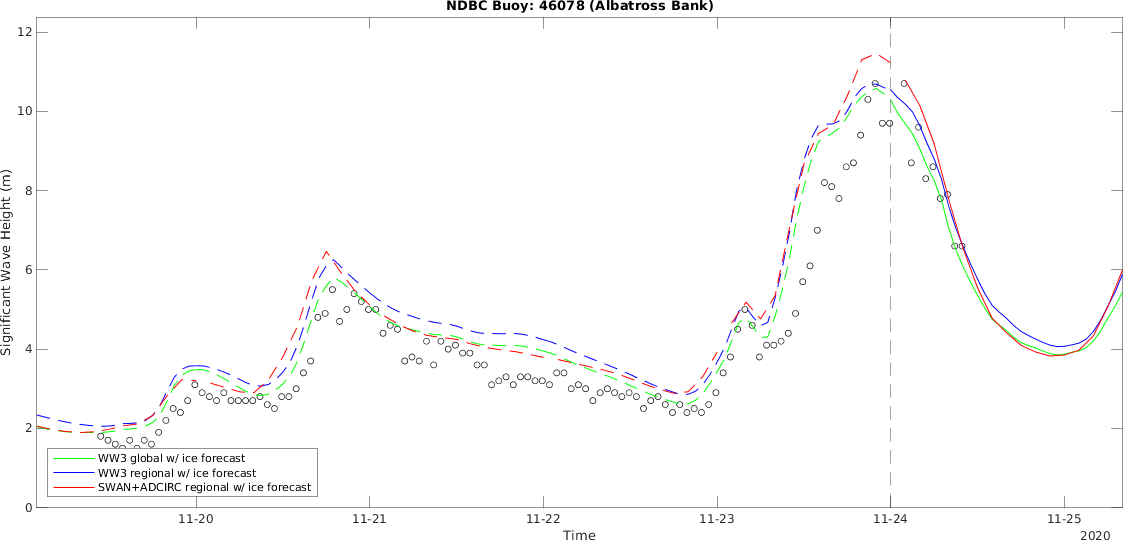 NDBC Buoy: 46078 (Albatross Bank)
12
10
8
6
4
2
0
Significant Wave Height (m)
WW3 global w/ ice forecast
WW3 regional w/ ice forecast
SWAN+ADCIRC regional w/ ice forecast
11-20
11-21
11-22
11-23
11-24
11-25
Time
2020